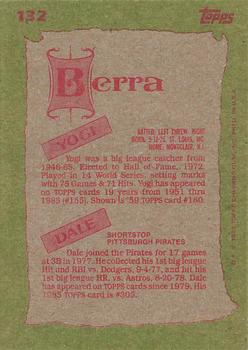 132
Topps
Berra
YOGI
BATTED: LEFT THREW: RIGHT
BORN: 5-12-25, ST. LOUIS, MO.
HOME: MONTCLAIR, N.J.
Yogi was a big league catcher from
1946-65. Elected to Hall of Fame, 1972.
Played in 14 World Series, setting marks
with 75 Games & 71 Hits. Yogi has appeared
on TOPPS cards 19 years from 1951 thru
1985 (#155). Shown is '59 TOPPS card #180.
DALE
SHORTSTOP
PITTSBURGH PIRATES
Dale joined the Pirates for 17 games
at 3B in 1977. He collected his 1st big league
Hit and RBI vs. Dodgers, 9-4-77, and hit his
1st big league HR, vs. Astros, 8-20-78. Dale
has appeared on TOPPS cards since 1979. His
1985 TOPPS card is #305.